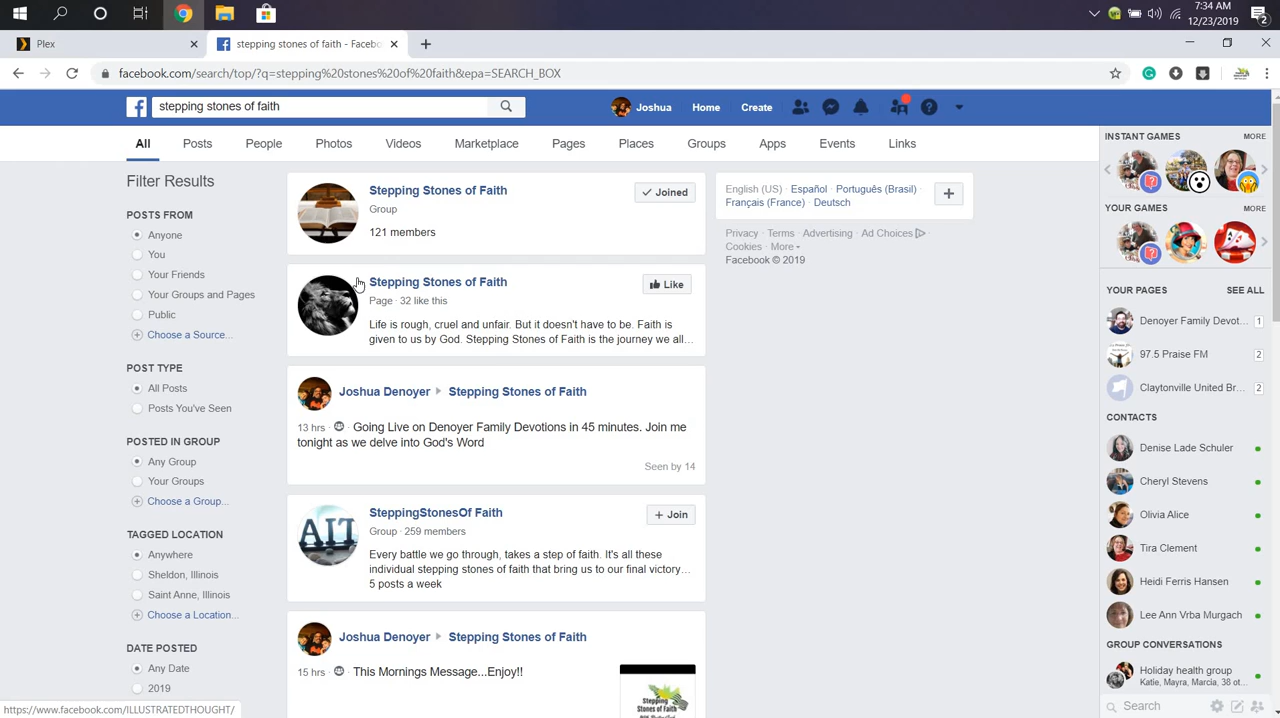 7:34 AM
12/23/2019
2
Plex
stepping stones of faith - Facebo
facebook.com/search/top/?q=stepping%20stones%20of%20faith&epa=SEARCH_BOX
stepping stones of faith
Joshua Home Create
All Posts People Photos Videos Marketplace Pages Places Groups Apps Events Links
Filter Results
POSTS FROM
Anyone
You
Your Friends
Your Groups and Pages
Public
Choose a Source...
POST TYPE
All Posts
Posts You've Seen
POSTED IN GROUP
Any Group
Your Groups
Choose a Group...
TAGGED LOCATION
Anywhere
Sheldon, Illinois
Saint Anne, Illinois
Choose a Location...
DATE POSTED
Any Date
2019
https://www.facebook.com/ILLUSTRATEDTHOUGHT/
Stepping Stones of Faith
Joined
Group
121 members
Stepping Stones of Faith
Like
Page · 32 like this
Life is rough, cruel and unfair. But it doesn't have to be. Faith is
given to us by God. Stepping Stones of Faith is the journey we all...
Joshua Denoyer Stepping Stones of Faith
13 hrs · Going Live on Denoyer Family Devotions in 45 minutes. Join me
tonight as we delve into God's Word
Seen by 14
AIT
SteppingStonesOf Faith
+ Join
Group · 259 members
Every battle we go through, takes a step of faith. It's all these
individual stepping stones of faith that bring us to our final victory...
5 posts a week
Joshua Denoyer Stepping Stones of Faith
15 hrs · This Mornings Message...Enjoy!!
Stepping
Stones
of Faith
English (US) · Español · Português (Brasil) ·
Français (France) · Deutsch
Privacy · Terms · Advertising · Ad Choices ·
Cookies · More
Facebook © 2019
INSTANT GAMES MORE
YOUR GAMES MORE
YOUR PAGES SEE ALL
Denoyer Family Devot... 1
97.5 Praise FM 2
Claytonville United Br... 2
CONTACTS
Denise Lade Schuler
Cheryl Stevens
Olivia Alice
Tira Clement
Heidi Ferris Hansen
Lee Ann Vrba Murgach
GROUP CONVERSATIONS
Holiday health group
Katie, Mayra, Marcia, 38 ot...
Search